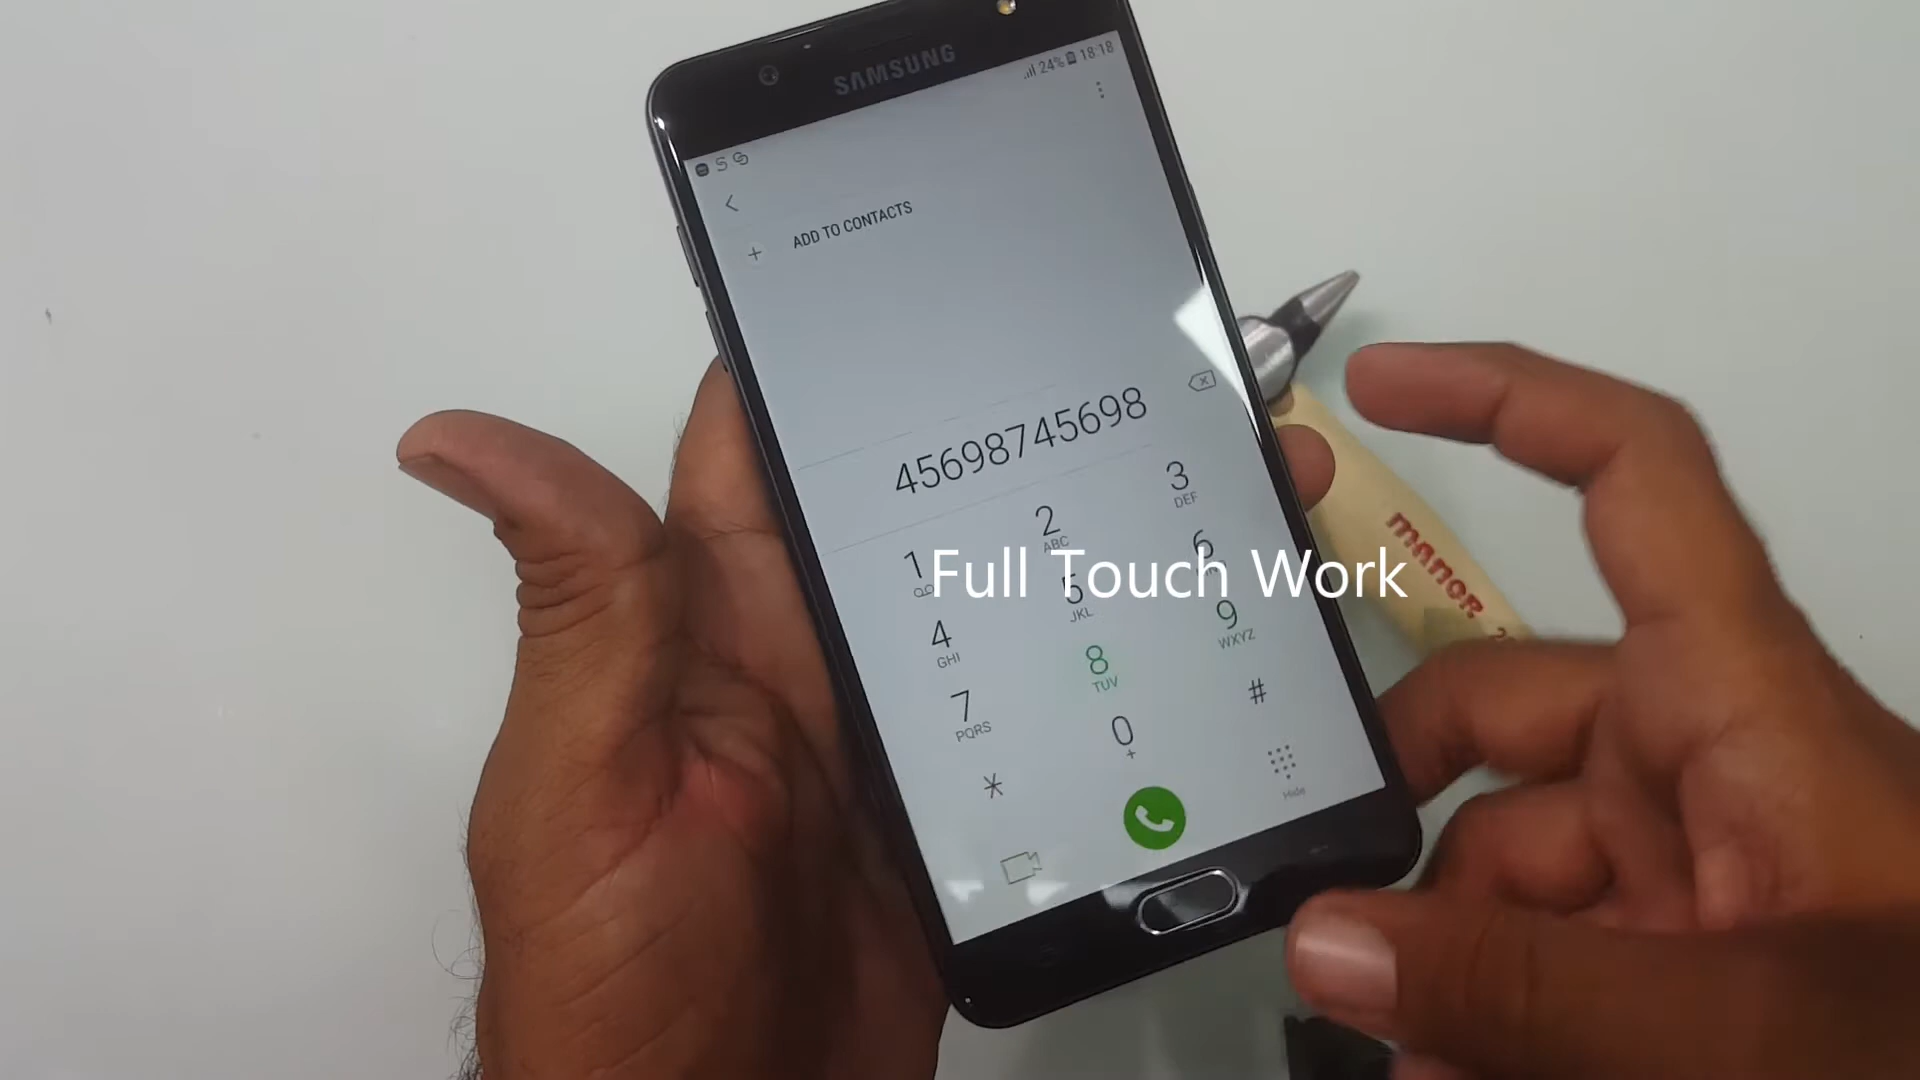 SAMSUNG
24% 18:18
ADD TO CONTACTS
45698745698
1
2 ABC
3 DEF
4 GHI
5 JKL
6
7 PQRS
8 TUV
9 WXYZ
*
0 +
#
Hide
Full Touch Work
manor